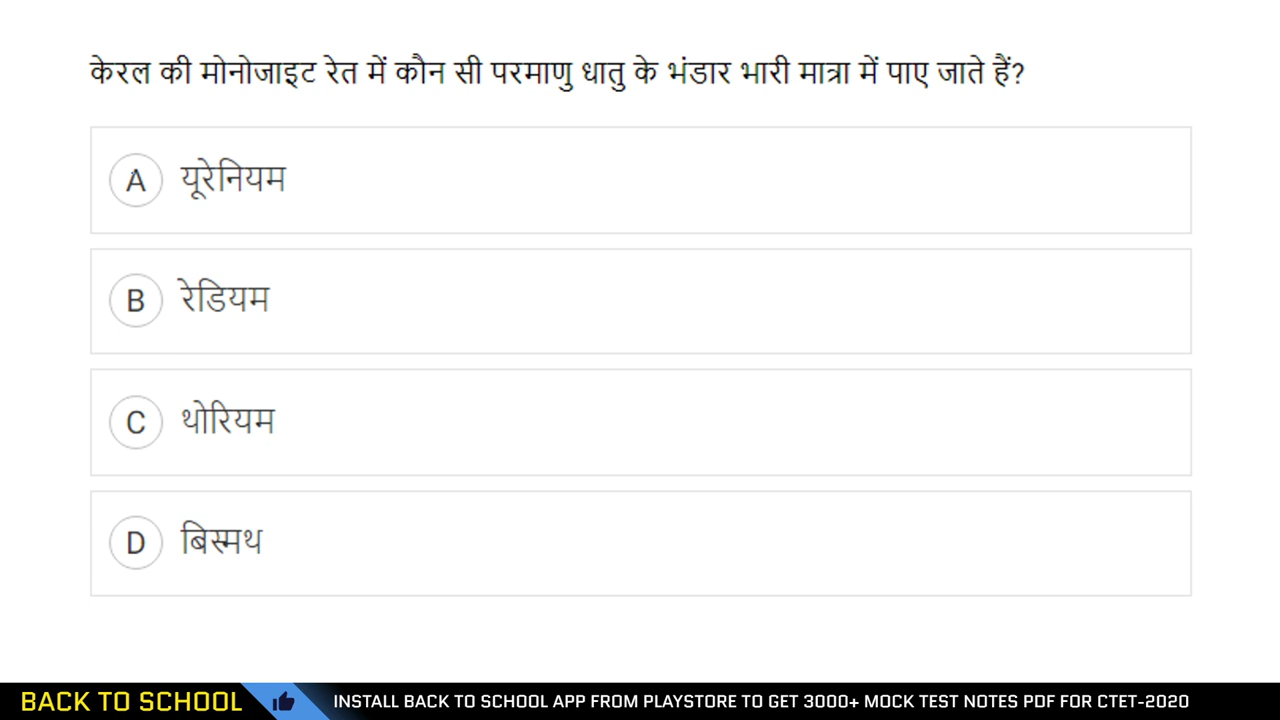 केरल की मोनोजाइट रेत में कौन सी परमाणु धातु के भंडार भारी मात्रा में पाए जाते हैं?
A यूरेनियम
B रेडियम
C थोरियम
D बिस्मथ
BACK TO SCHOOL INSTALL BACK TO SCHOOL APP FROM PLAYSTORE TO GET 3000+ MOCK TEST NOTES PDF FOR CTET-2020